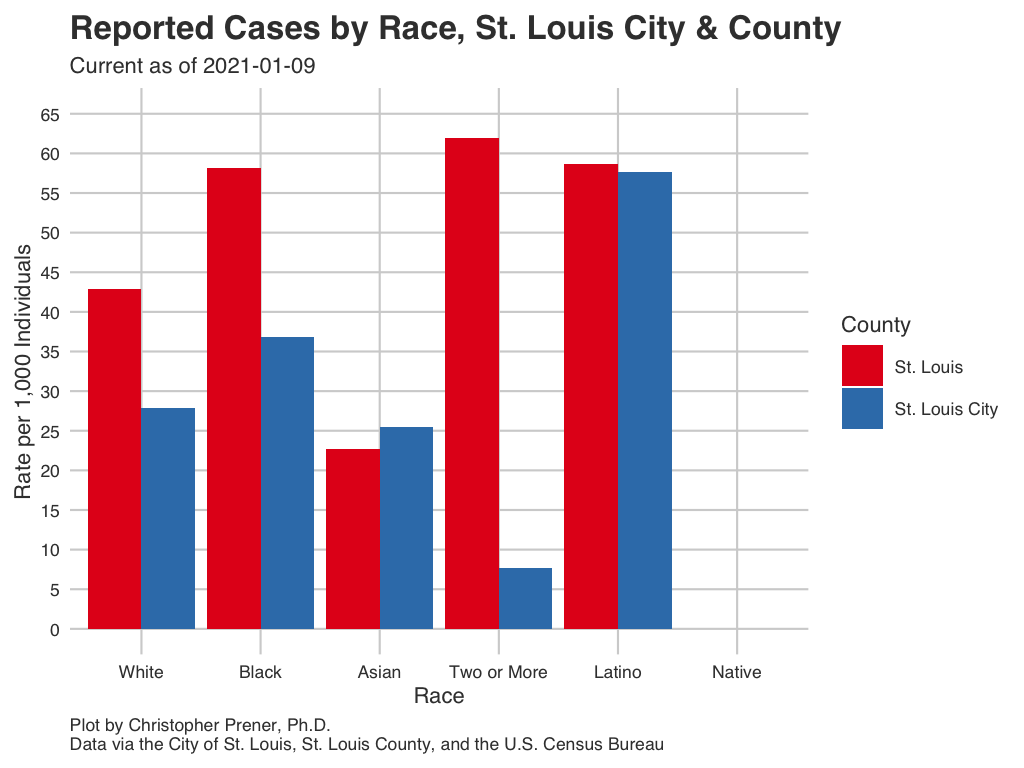 Reported Cases by Race, St. Louis City & County
Current as of 2021-01-09
Rate per 1,000 Individuals
65
60
55
50
45
40
35
30
25
20
15
10
5
0
White
Black
Asian
Two or More
Latino
Native
Race
County
St. Louis
St. Louis City
Plot by Christopher Prener, Ph.D.
Data via the City of St. Louis, St. Louis County, and the U.S. Census Bureau